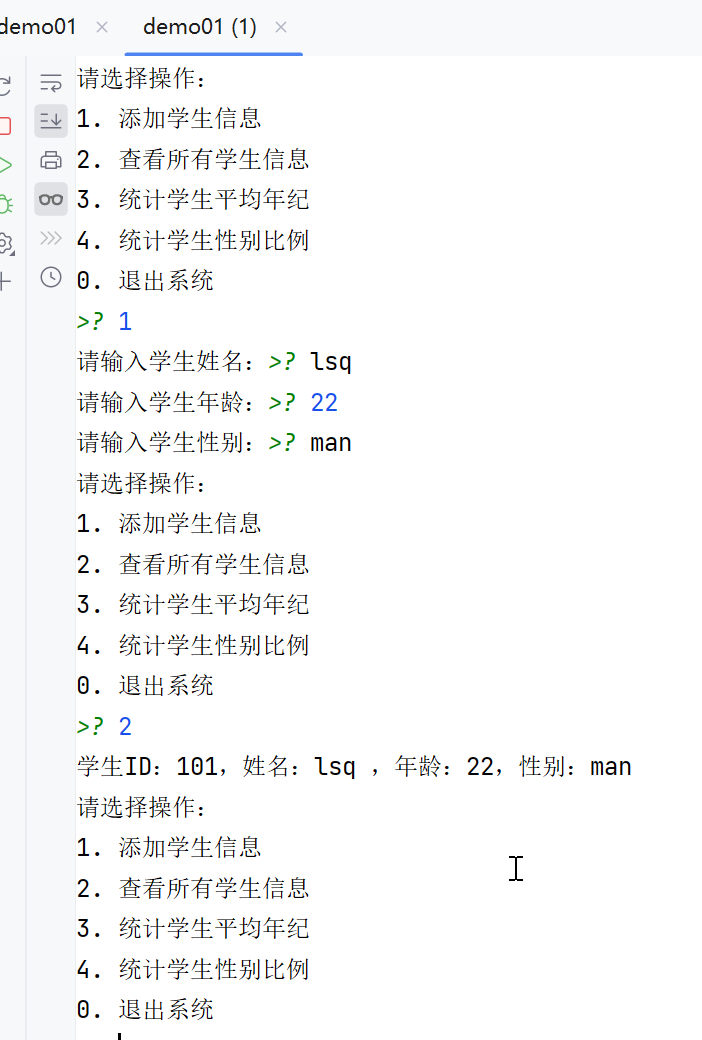 demo01 × demo01 (1) ×
请选择操作：
1. 添加学生信息
2. 查看所有学生信息
3. 统计学生平均年纪
4. 统计学生性别比例
0. 退出系统
>? 1
请输入学生姓名：>? lsq
请输入学生年龄：>? 22
请输入学生性别：>? man
请选择操作：
1. 添加学生信息
2. 查看所有学生信息
3. 统计学生平均年纪
4. 统计学生性别比例
0. 退出系统
>? 2
学生ID：101，姓名：lsq ，年龄：22，性别：man
请选择操作：
1. 添加学生信息
2. 查看所有学生信息
3. 统计学生平均年纪
4. 统计学生性别比例
0. 退出系统